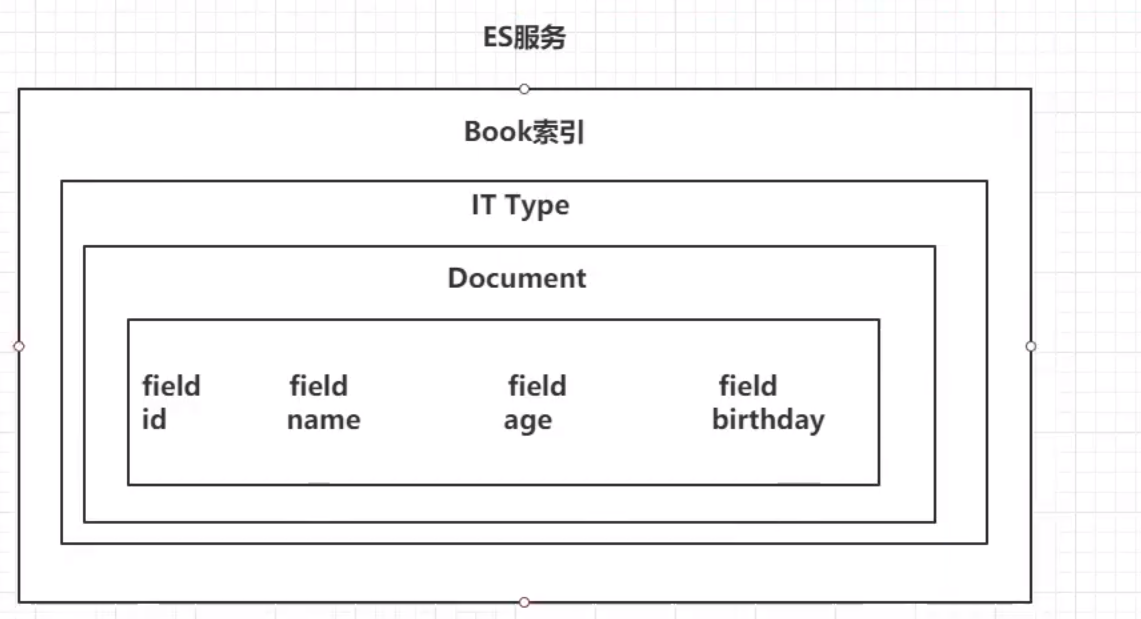 ES服务
Book索引
IT Type
Document
field field field field
id name age birthday